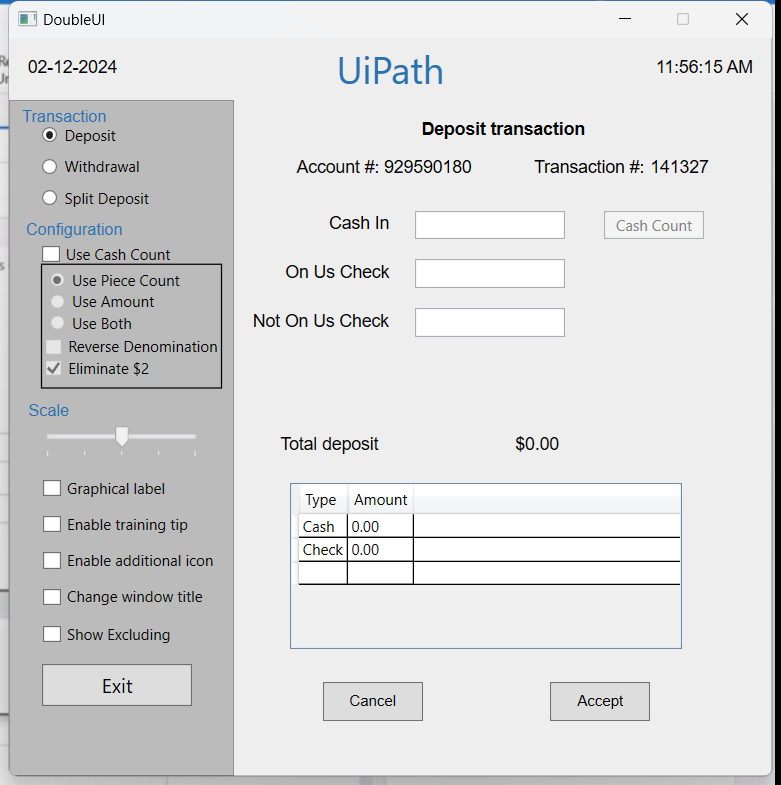 DoubleUI
02-12-2024
UiPath
11:56:15 AM
Transaction
Deposit
Withdrawal
Split Deposit
Configuration
Use Cash Count
Use Piece Count
Use Amount
Use Both
Reverse Denomination
Eliminate $2
Scale
Graphical label
Enable training tip
Enable additional icon
Change window title
Show Excluding
Exit
Deposit transaction
Account #: 929590180 Transaction #: 141327
Cash In
Cash Count
On Us Check
Not On Us Check
Total deposit $0.00
Type Amount
Cash 0.00
Check 0.00
Cancel Accept